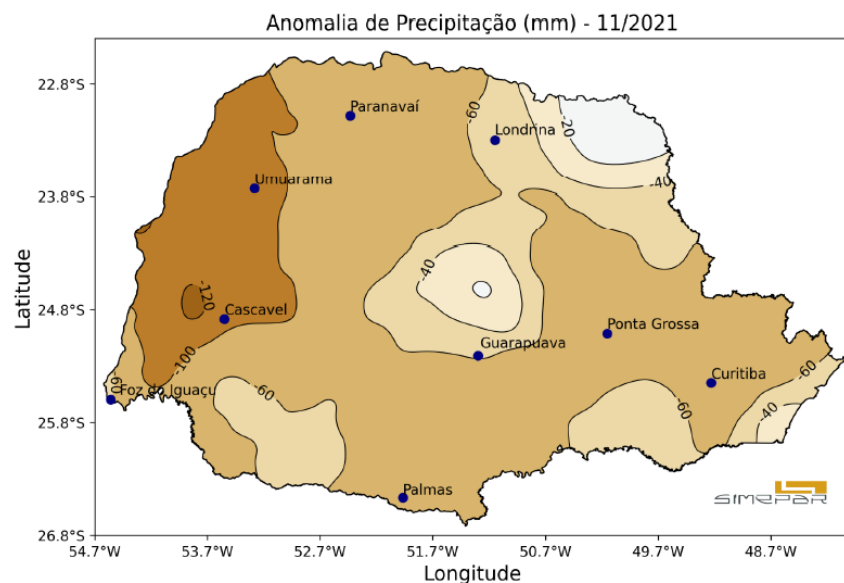 Anomalia de Precipitação (mm) - 11/2021
22.8°S
23.8°S
24.8°S
25.8°S
26.8°S
Latitude
Paranavaí
Londrina
Umuarama
Cascavel
Guarapuava
Ponta Grossa
Curitiba
Foz do Iguaçu
Palmas
-60
-20
-40
-40
-120
-100
-60
-60
-60
-60
-40
SIMEPAR
54.7°W
53.7°W
52.7°W
51.7°W
50.7°W
49.7°W
48.7°W
Longitude